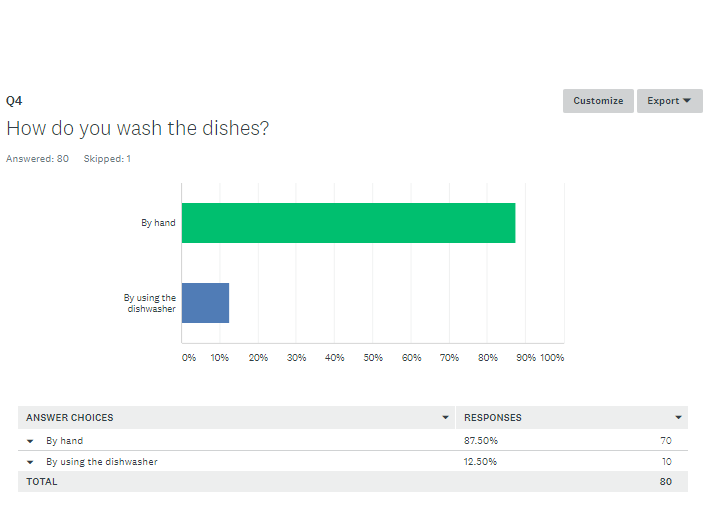 Q4
Customize
Export
How do you wash the dishes?
Answered: 80 Skipped: 1
By hand
By using the
dishwasher
0% 10% 20% 30% 40% 50% 60% 70% 80% 90% 100%
ANSWER CHOICES RESPONSES
By hand 87.50% 70
By using the dishwasher 12.50% 10
TOTAL 80